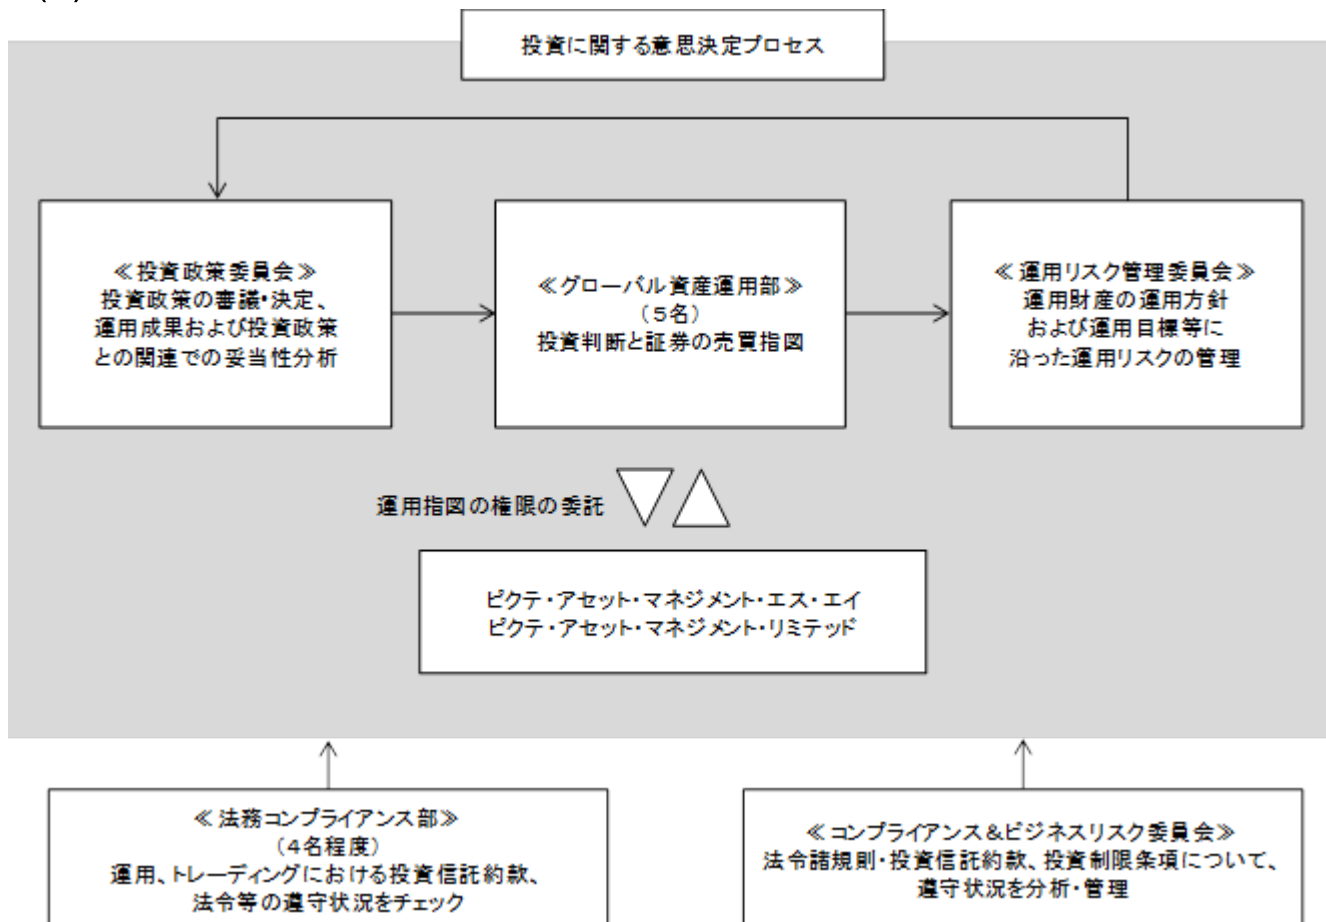 投資に関する意思決定プロセス
≪投資政策委員会≫
投資政策の審議・決定、
運用成果および投資政策
との関連での妥当性分析
≪グローバル資産運用部≫
(5名)
投資判断と証券の売買指図
≪運用リスク管理委員会≫
運用財産の運用方針
および運用目標等に
沿った運用リスクの管理
運用指図の権限の委託
ピクテ・アセット・マネジメント・エス・エイ
ピクテ・アセット・マネジメント・リミテッド
≪法務コンプライアンス部≫
(4名程度)
運用、トレーディングにおける投資信託約款、
法令等の遵守状況をチェック
≪コンプライアンス&ビジネスリスク委員会≫
法令諸規則・投資信託約款、投資制限条項について、
遵守状況を分析・管理